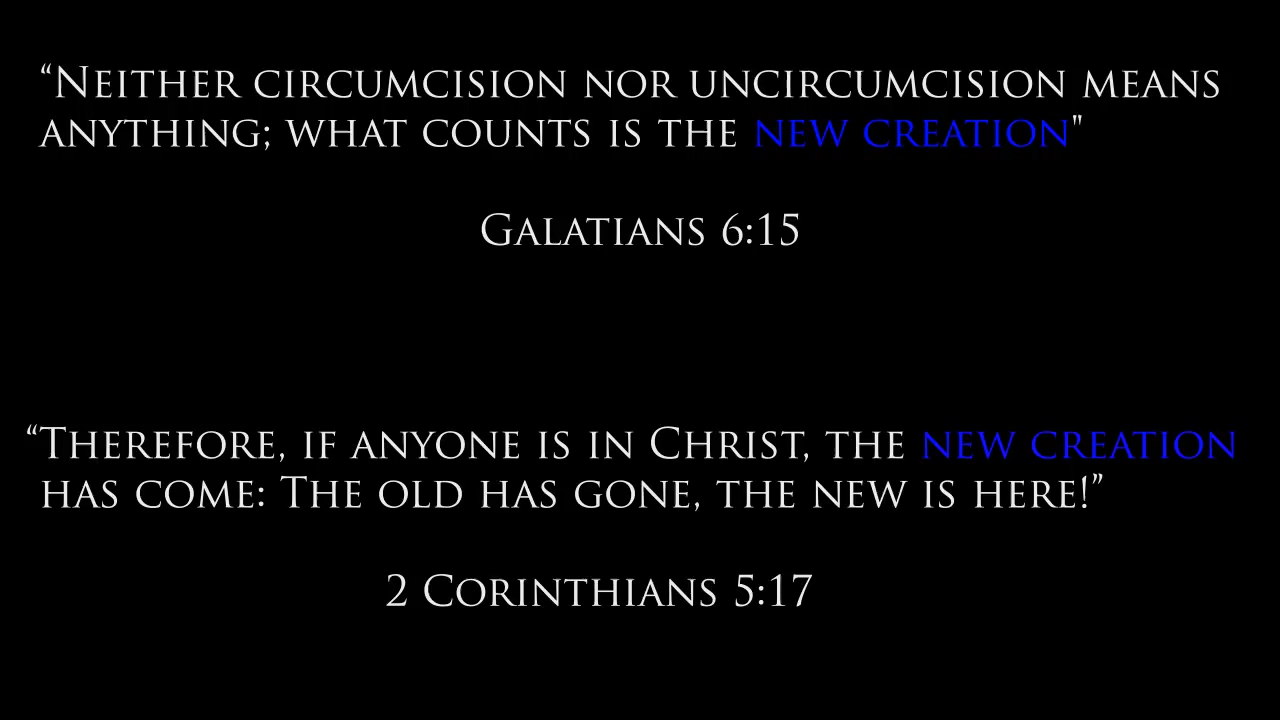 “Neither circumcision nor uncircumcision means
anything; what counts is the new creation"
Galatians 6:15
“Therefore, if anyone is in Christ, the new creation
has come: The old has gone, the new is here!”
2 Corinthians 5:17